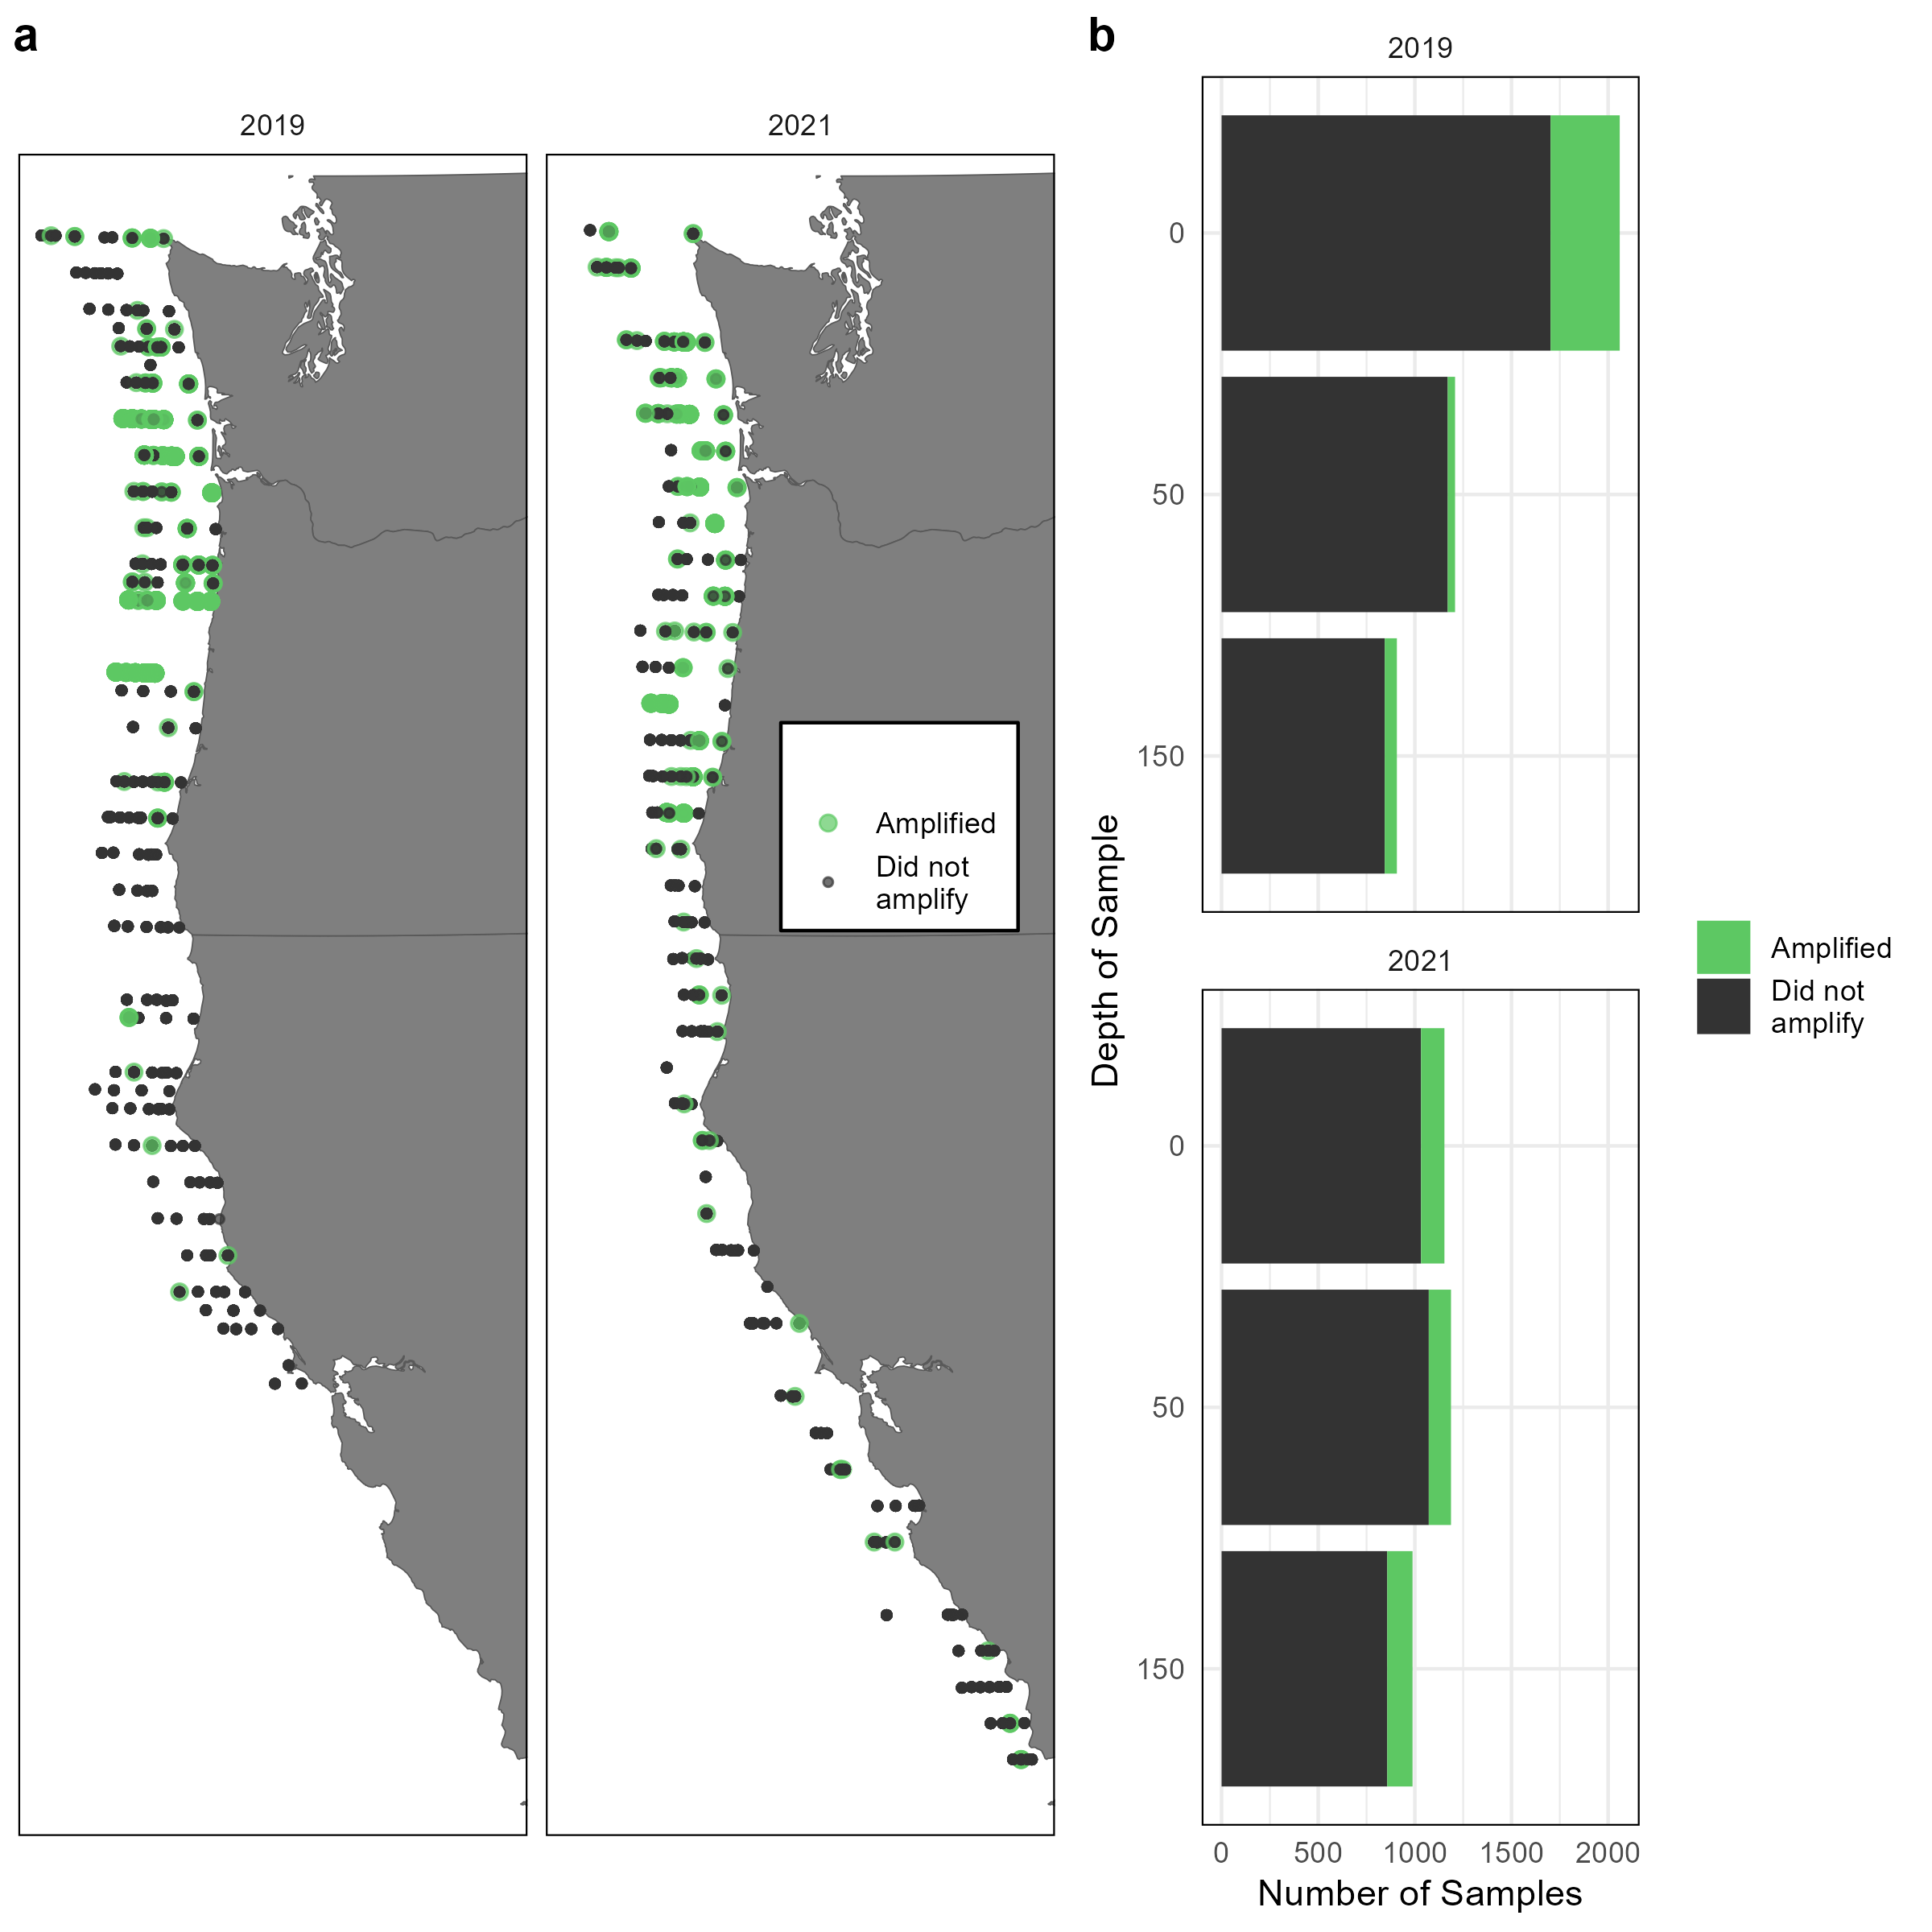 a
2019
2021
Amplified
Did not
amplify
b
2019
0
50
150
2021
0
50
150
0 500 1000 1500 2000
Number of Samples
Depth of Sample
Amplified
Did not
amplify